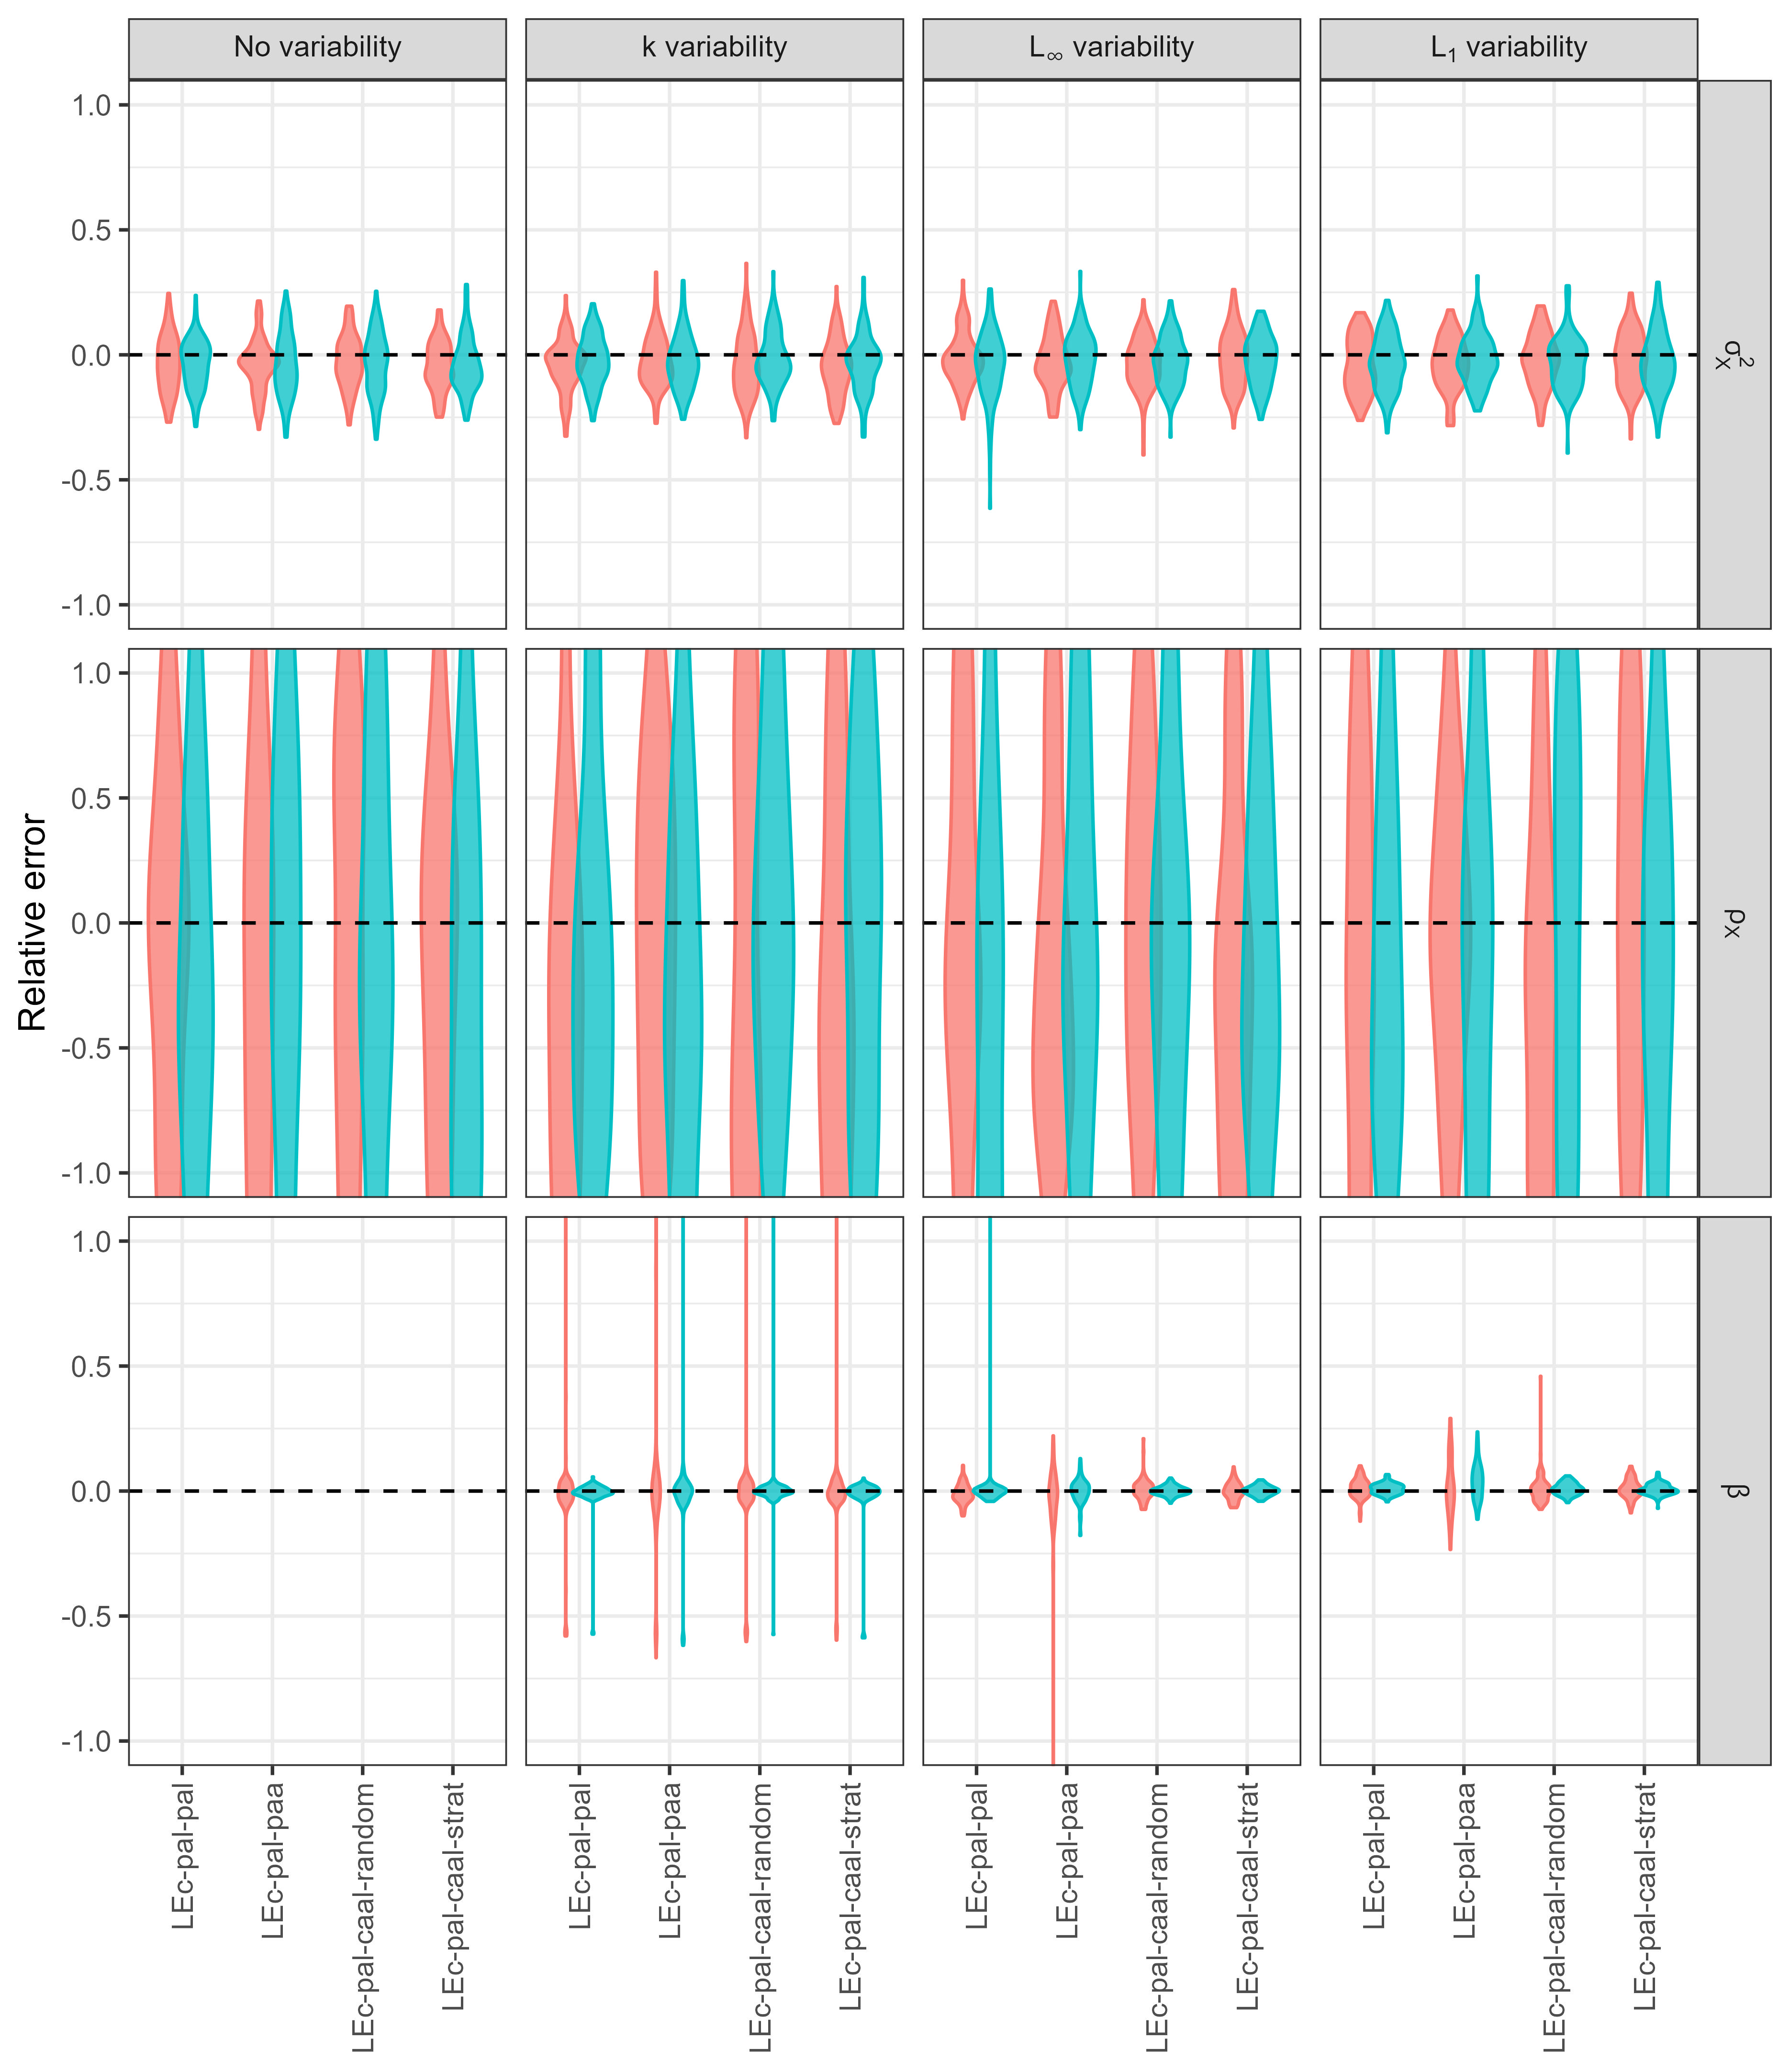 No variability
k variability
L∞ variability
L₁ variability
1.0
0.5
0.0
-0.5
-1.0
σ²ₓ
1.0
0.5
0.0
-0.5
-1.0
ρₓ
1.0
0.5
0.0
-0.5
-1.0
β
Relative error
LEc-pal-pal
LEc-pal-paa
LEc-pal-caal-random
LEc-pal-caal-strat
LEc-pal-pal
LEc-pal-paa
LEc-pal-caal-random
LEc-pal-caal-strat
LEc-pal-pal
LEc-pal-paa
LEc-pal-caal-random
LEc-pal-caal-strat
LEc-pal-pal
LEc-pal-paa
LEc-pal-caal-random
LEc-pal-caal-strat